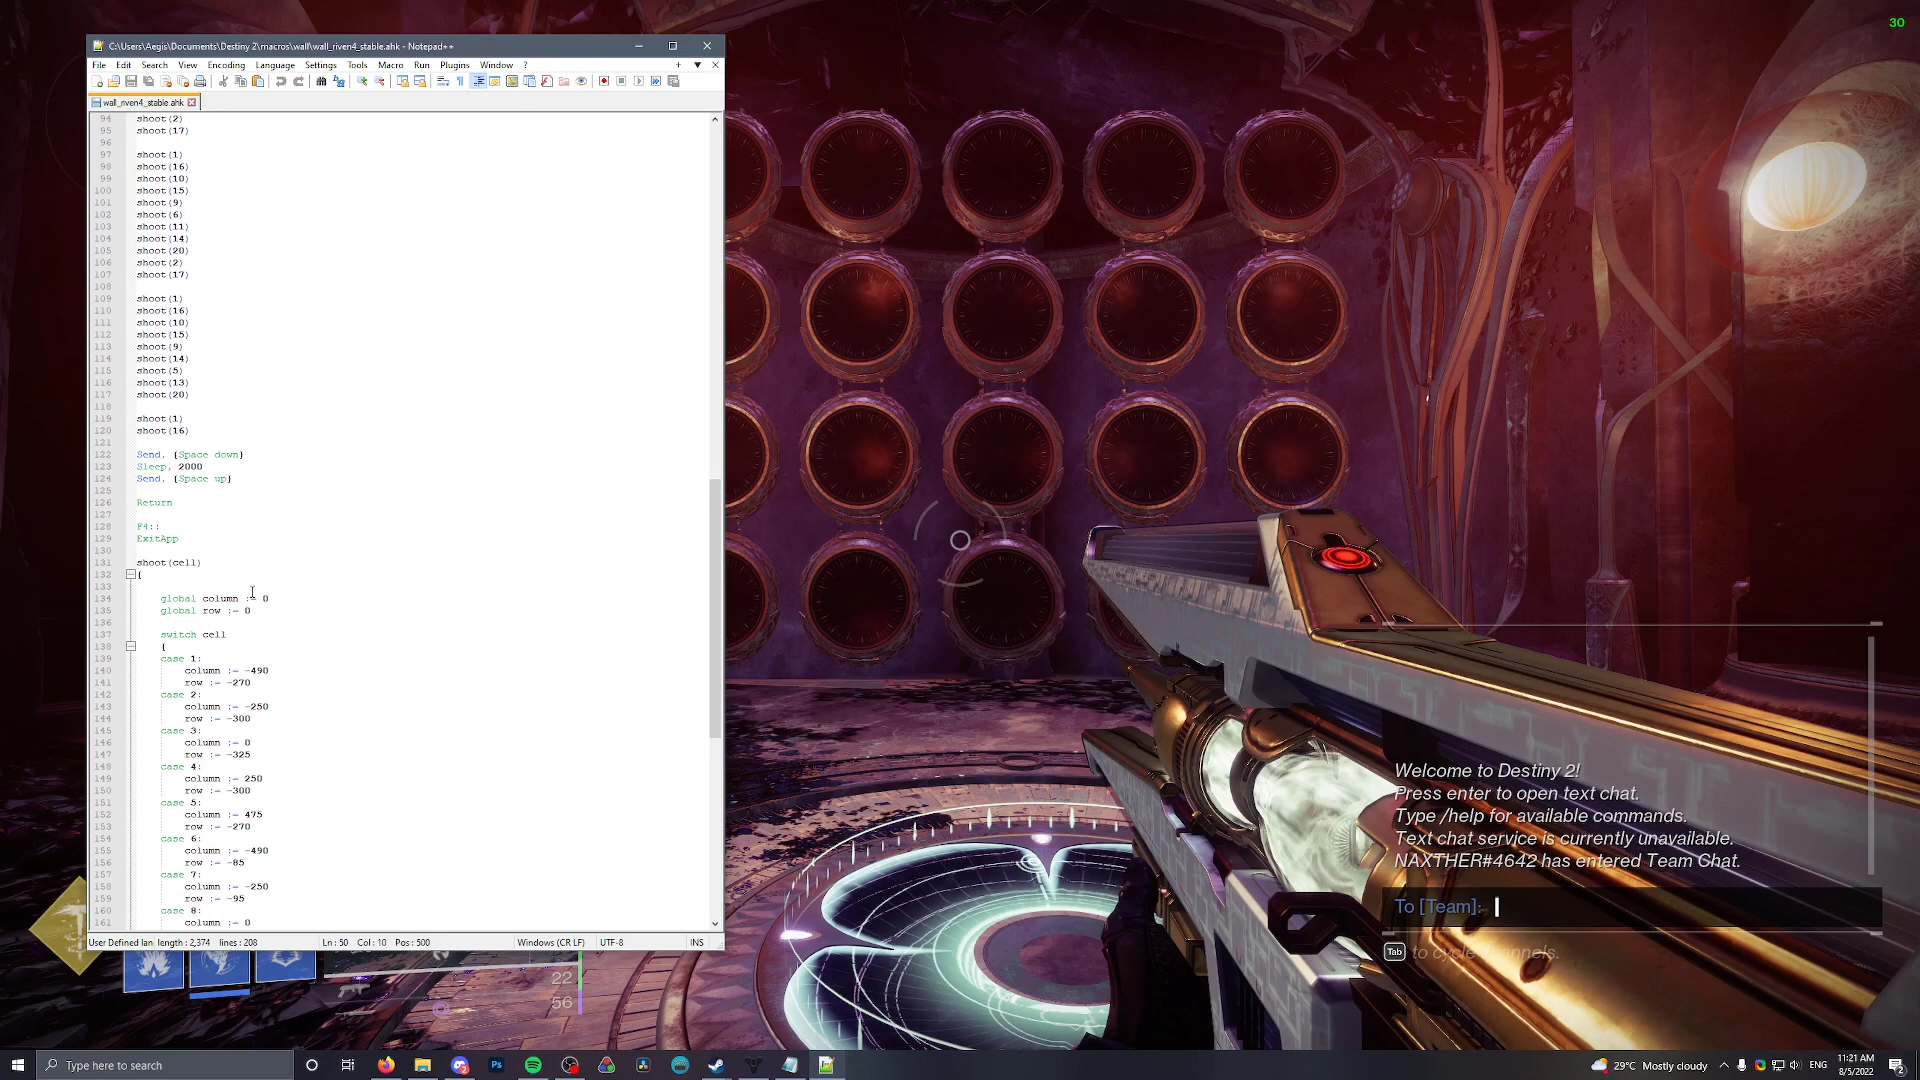 30
C:\Users\Aegis\Documents\Destiny 2\macros\wall\wall_riven4_stable.ahk - Notepad++
File Edit Search View Encoding Language Settings Tools Macro Run Plugins Window ?
wall_riven4_stable.ahk
94 shoot(2)
95 shoot(17)
96
97 shoot(1)
98 shoot(16)
99 shoot(10)
100 shoot(15)
101 shoot(9)
102 shoot(6)
103 shoot(11)
104 shoot(14)
105 shoot(20)
106 shoot(2)
107 shoot(17)
108
109 shoot(1)
110 shoot(16)
111 shoot(10)
112 shoot(15)
113 shoot(9)
114 shoot(14)
115 shoot(5)
116 shoot(13)
117 shoot(20)
118
119 shoot(1)
120 shoot(16)
121
122 Send, {Space down}
123 Sleep, 2000
124 Send, {Space up}
125
126 Return
127
128 F4::
129 ExitApp
130
131 shoot(cell)
132 {
133
134 global column := 0
135 global row := 0
136
137 switch cell
138 {
139 case 1:
140 column := -490
141 row := -270
142 case 2:
143 column := -250
144 row := -300
145 case 3:
146 column := 0
147 row := -325
148 case 4:
149 column := 250
150 row := -300
151 case 5:
152 column := 475
153 row := -270
154 case 6:
155 column := -490
156 row := -85
157 case 7:
158 column := -250
159 row := -95
160 case 8:
161 column := 0
User Defined lan length : 2,374 lines : 208 Ln : 50 Col : 10 Pos : 500 Windows (CR LF) UTF-8 INS
22
56
Welcome to Destiny 2!
Press enter to open text chat.
Type /help for available commands.
Text chat service is currently unavailable.
NAXTHER#4642 has entered Team Chat.
To [Team]:
Tab to cycle channels.
Type here to search
29°C Mostly cloudy
ENG
11:21 AM
8/5/2022
2